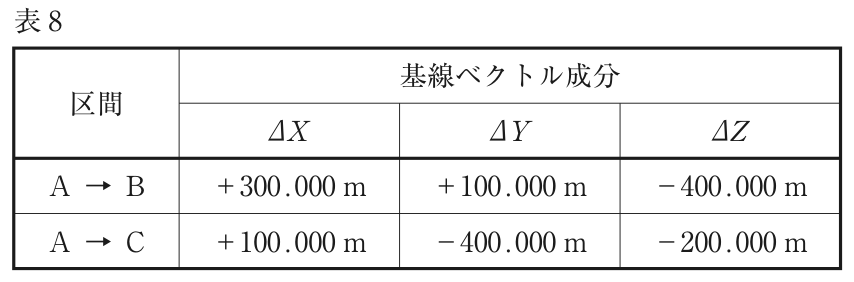 表8
区間 基線ベクトル成分
ΔX ΔY ΔZ
A → B +300.000 m +100.000 m −400.000 m
A → C +100.000 m −400.000 m −200.000 m